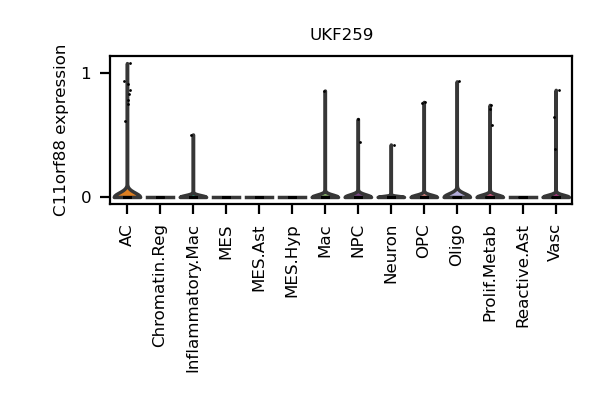 UKF259
C11orf88 expression
1
0
AC
Chromatin.Reg
Inflammatory.Mac
MES
MES.Ast
MES.Hyp
Mac
NPC
Neuron
OPC
Oligo
Prolif.Metab
Reactive.Ast
Vasc